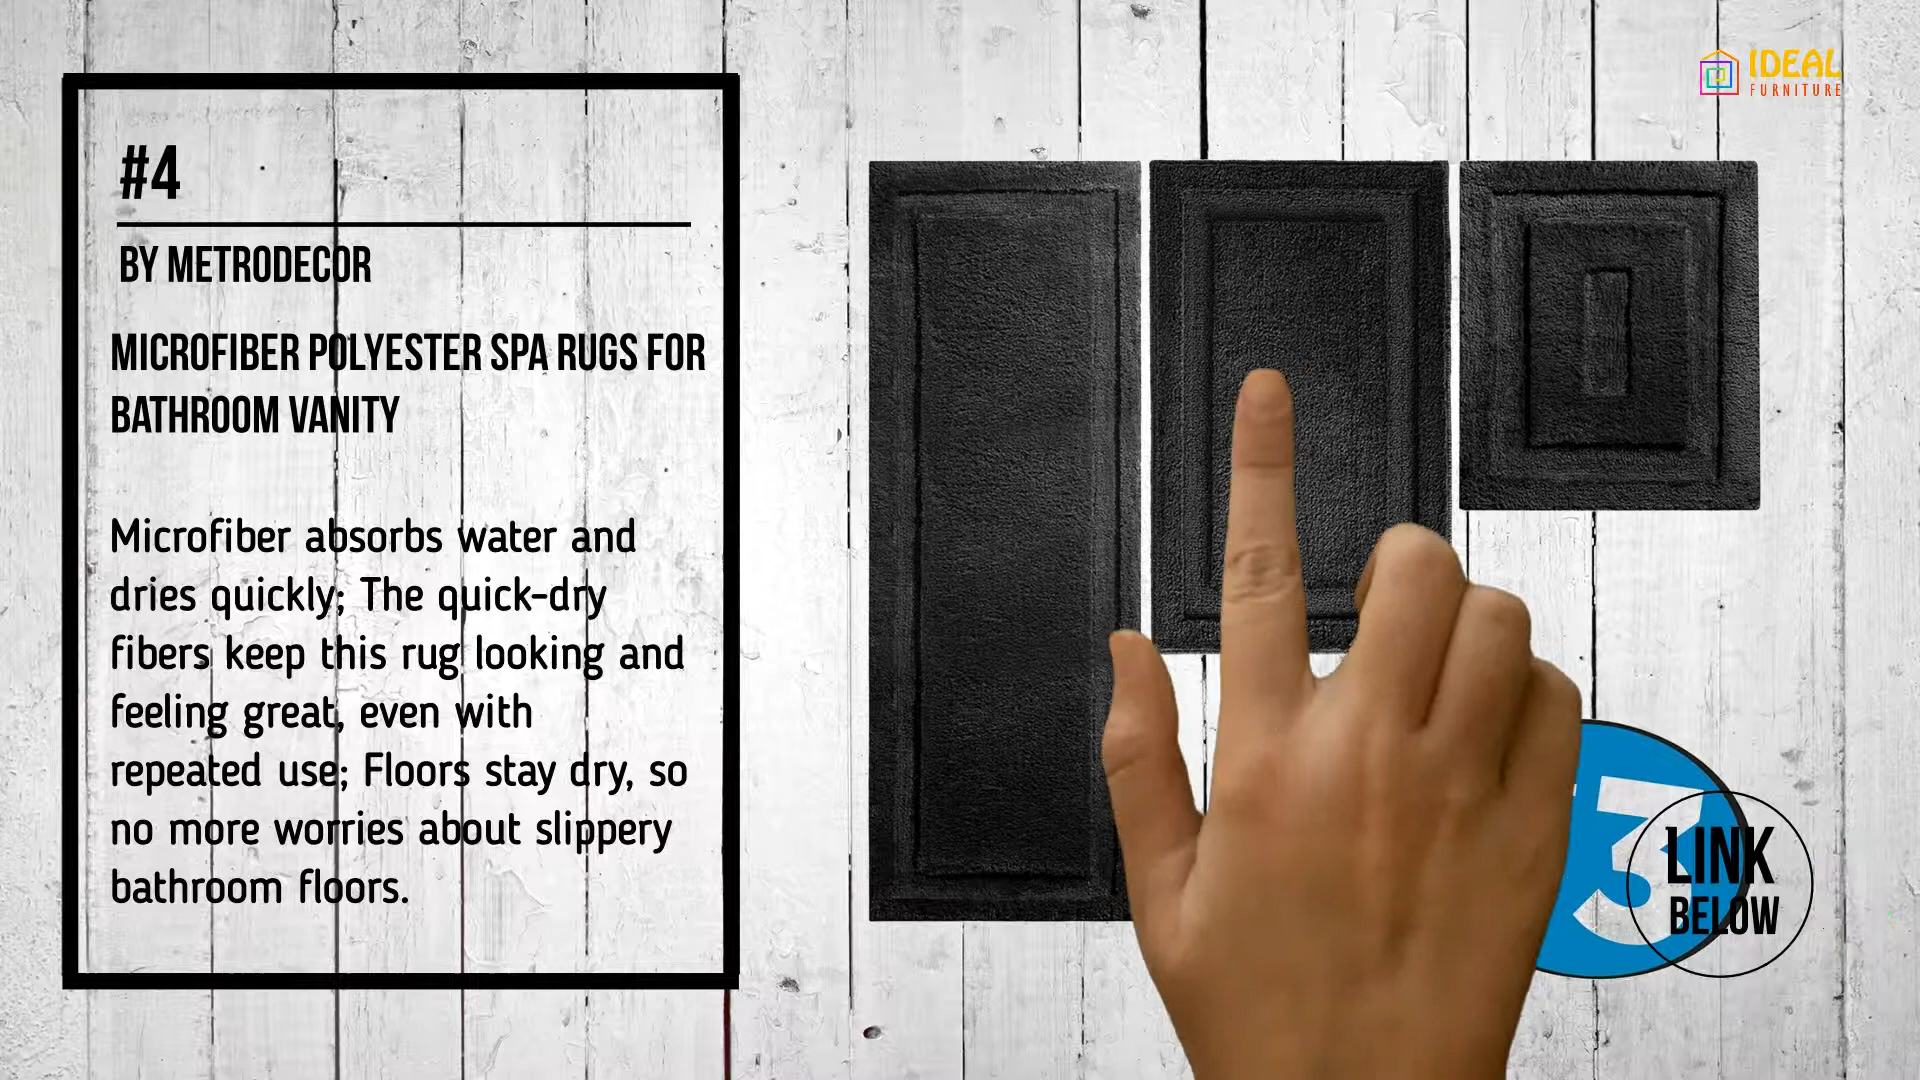 IDEAL
FURNITURE
#4
BY METRODECOR
MICROFIBER POLYESTER SPA RUGS FOR
BATHROOM VANITY
Microfiber absorbs water and
dries quickly; The quick-dry
fibers keep this rug looking and
feeling great, even with
repeated use; Floors stay dry, so
no more worries about slippery
bathroom floors.
3
LINK
BELOW